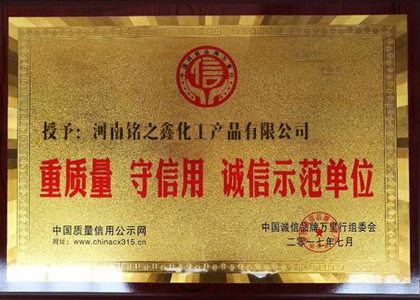 信
授予：河南铭之鑫化工产品有限公司
重质量 守信用 诚信示范单位
中国质量信用公示网
网址：www.chinacx315.cn
中国诚信品牌万里行组委会
二〇一七年七月